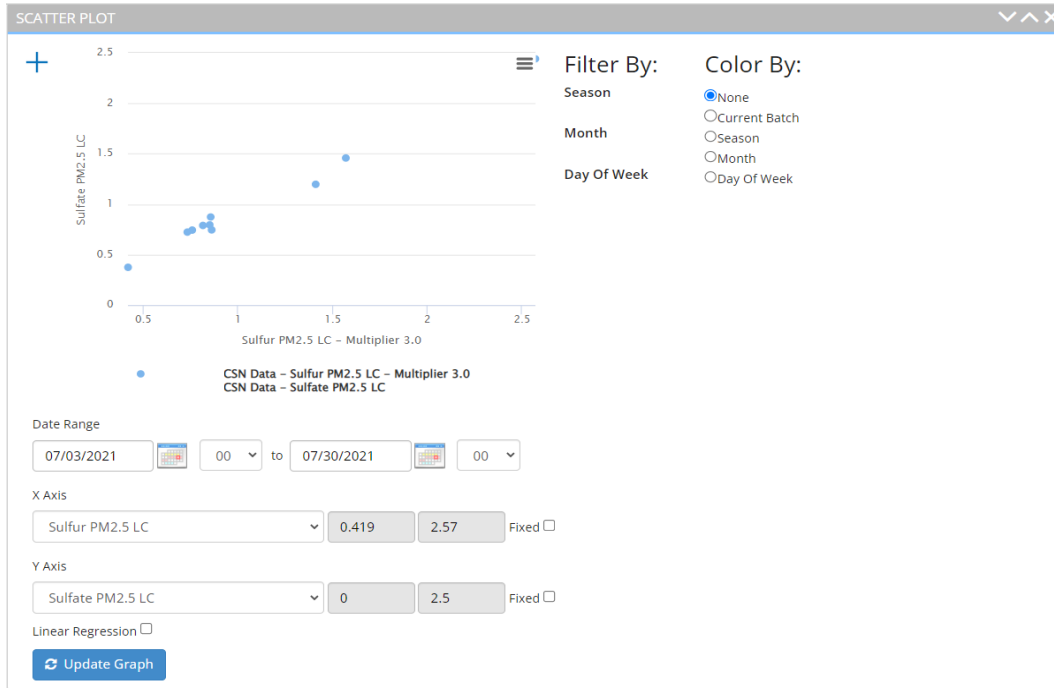 SCATTER PLOT
2.5
2
1.5
1
0.5
0
Sulfate PM2.5 LC
0.5
1
1.5
2
2.5
Sulfur PM2.5 LC – Multiplier 3.0
CSN Data – Sulfur PM2.5 LC – Multiplier 3.0
CSN Data – Sulfate PM2.5 LC
Filter By:
Season
Month
Day Of Week
Color By:
None
Current Batch
Season
Month
Day Of Week
Date Range
07/03/2021 00 to 07/30/2021 00
X Axis
Sulfur PM2.5 LC 0.419 2.57 Fixed
Y Axis
Sulfate PM2.5 LC 0 2.5 Fixed
Linear Regression
Update Graph